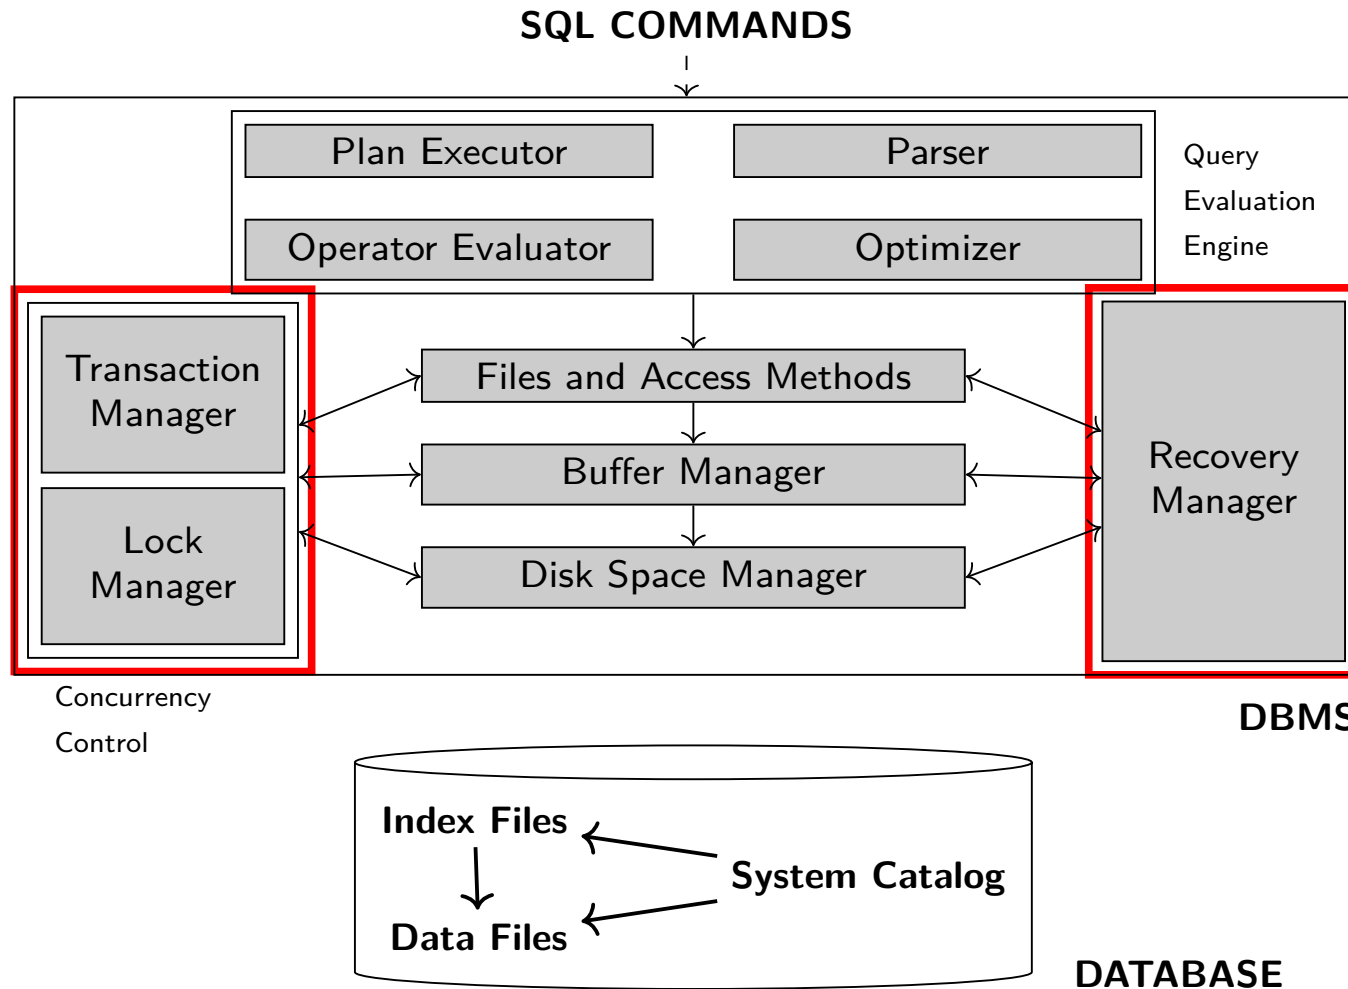 SQL COMMANDS
Plan Executor
Parser
Operator Evaluator
Optimizer
Query
Evaluation
Engine
Transaction
Manager
Lock
Manager
Files and Access Methods
Buffer Manager
Disk Space Manager
Recovery
Manager
Concurrency
Control
DBMS
Index Files
System Catalog
Data Files
DATABASE